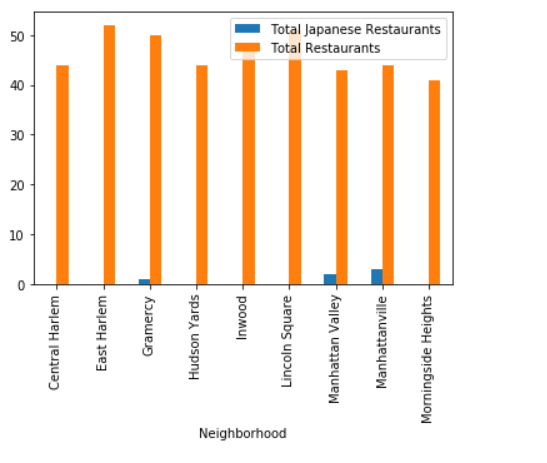 Total Japanese Restaurants
Total Restaurants
50
40
30
20
10
0
Central Harlem
East Harlem
Gramercy
Hudson Yards
Inwood
Lincoln Square
Manhattan Valley
Manhattanville
Morningside Heights
Neighborhood